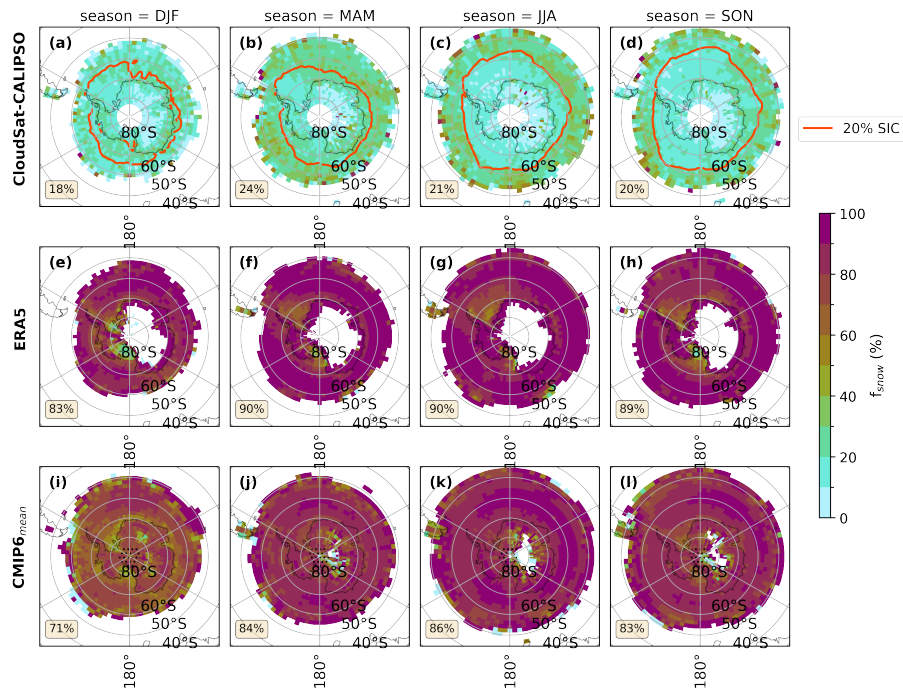 season = DJF
season = MAM
season = JJA
season = SON
CloudSat-CALIPSO
(a)
80°S
60°S
50°S
40°S
18%
180°
(b)
80°S
60°S
50°S
40°S
24%
180°
(c)
80°S
60°S
50°S
40°S
21%
180°
(d)
80°S
60°S
50°S
40°S
20%
180°
20% SIC
ERA5
(e)
80°S
60°S
50°S
40°S
83%
180°
(f)
80°S
60°S
50°S
40°S
90%
180°
(g)
80°S
60°S
50°S
40°S
90%
180°
(h)
80°S
60°S
50°S
40°S
89%
180°
100
80
60
40
20
0
fsnow (%)
CMIP6mean
(i)
80°S
60°S
50°S
40°S
71%
180°
(j)
80°S
60°S
50°S
40°S
84%
180°
(k)
80°S
60°S
50°S
40°S
86%
180°
(l)
80°S
60°S
50°S
40°S
83%
180°